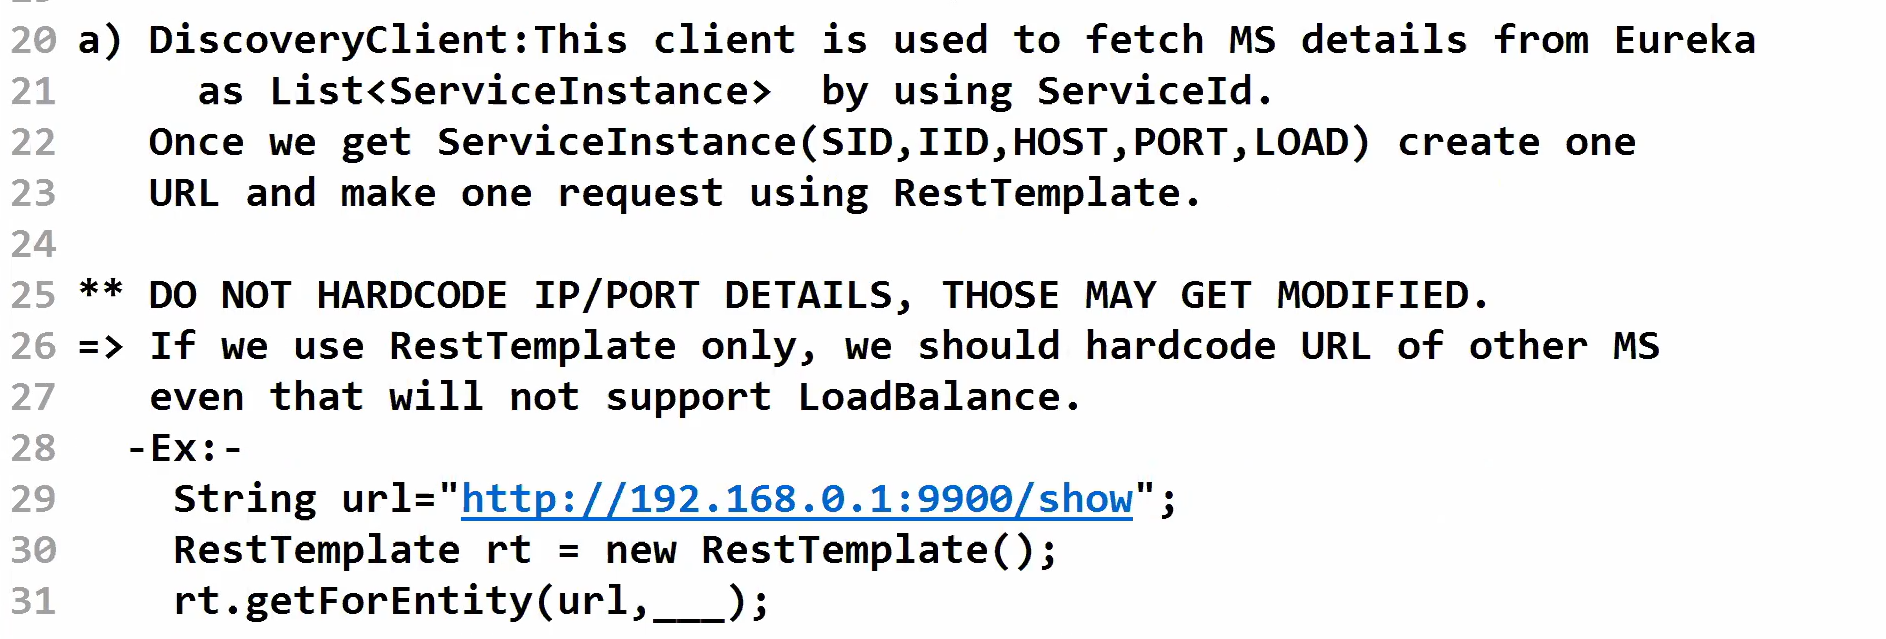 20 a) DiscoveryClient:This client is used to fetch MS details from Eureka
21 as List<ServiceInstance>  by using ServiceId.
22 Once we get ServiceInstance(SID,IID,HOST,PORT,LOAD) create one
23 URL and make one request using RestTemplate.
24
25 ** DO NOT HARDCODE IP/PORT DETAILS, THOSE MAY GET MODIFIED.
26 => If we use RestTemplate only, we should hardcode URL of other MS
27 even that will not support LoadBalance.
28 -Ex:-
29 String url="http://192.168.0.1:9900/show";
30 RestTemplate rt = new RestTemplate();
31 rt.getForEntity(url,___);